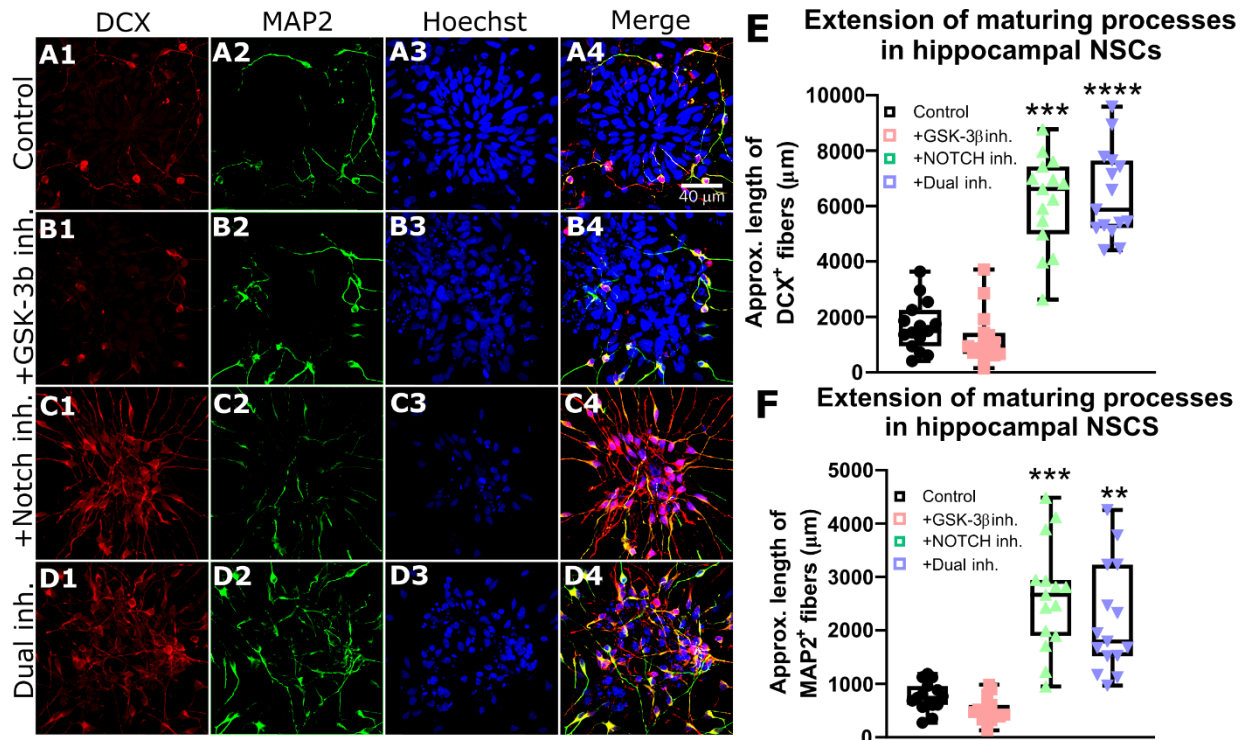 DCX
MAP2
Hoechst
Merge
Control
A1
A2
A3
A4
40 μm
+GSK-3b inh.
B1
B2
B3
B4
+Notch inh.
C1
C2
C3
C4
Dual inh.
D1
D2
D3
D4
E
Extension of maturing processes
in hippocampal NSCs
Approx. length of
DCX⁺ fibers (μm)
10000
8000
6000
4000
2000
0
Control
+GSK-3β inh.
+NOTCH inh.
+Dual inh.
***
****
F
Extension of maturing processes
in hippocampal NSCS
Approx. length of
MAP2⁺ fibers (μm)
5000
4000
3000
2000
1000
0
Control
+GSK-3β inh.
+NOTCH inh.
+Dual inh.
***
**